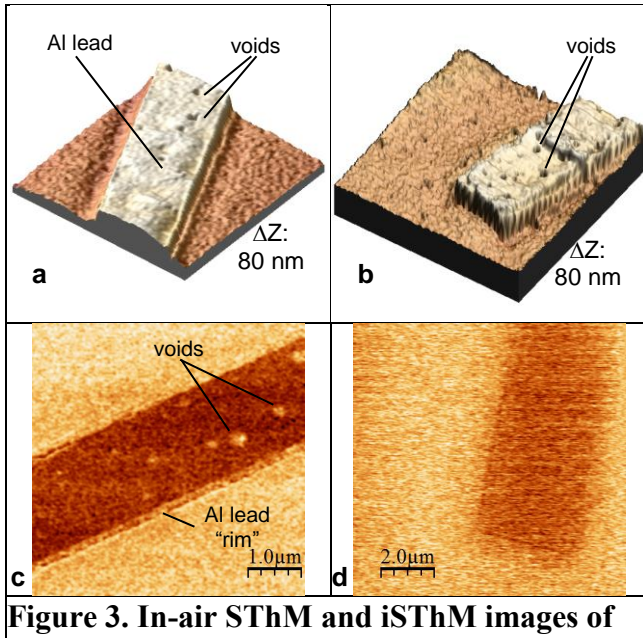 Al lead
voids
ΔZ:
80 nm
a
voids
ΔZ:
80 nm
b
voids
Al lead
"rim"
1.0µm
c
2.0µm
d
Figure 3. In-air SThM and iSThM images of